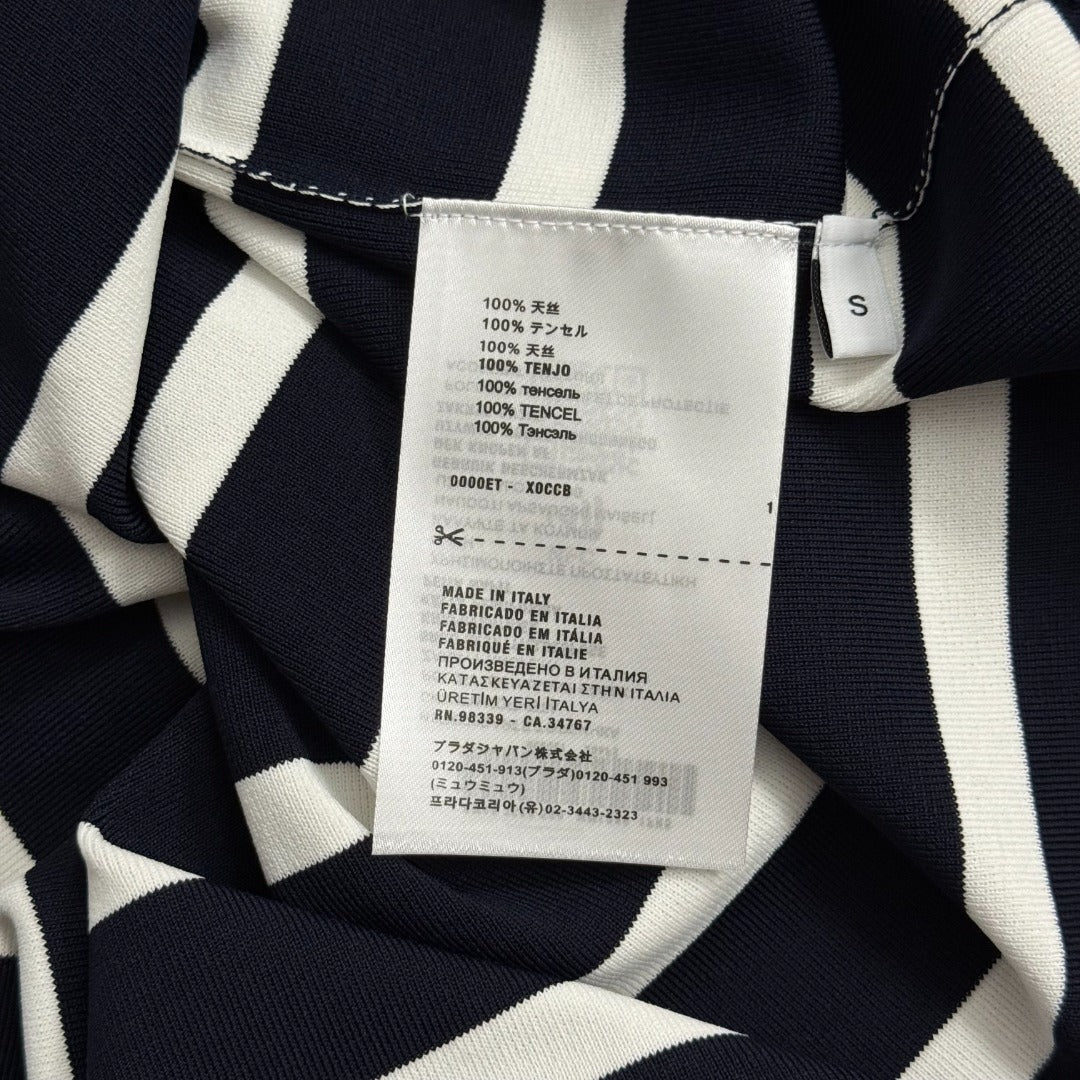 100% 天丝
100% テンセル
100% 天丝
100% TENJO
100% тенсель
100% TENCEL
100% Тэнсэль
0000ET - X0CCB
1
MADE IN ITALY
FABRICADO EN ITALIA
FABRICADO EM ITÁLIA
FABRIQUÉ EN ITALIE
ПРОИЗВЕДЕНО В ИТАЛИЯ
ΚΑΤΑΣΚΕΥΑΖΕΤΑΙ ΣΤΗΝ ΙΤΑΛΙΑ
ÜRETİM YERİ İTALYA
RN.98339 - CA.34767
プラダジャパン株式会社
0120-451-913(プラダ)0120-451 993
(ミュウミュウ)
프라다코리아(유)02-3443-2323
S